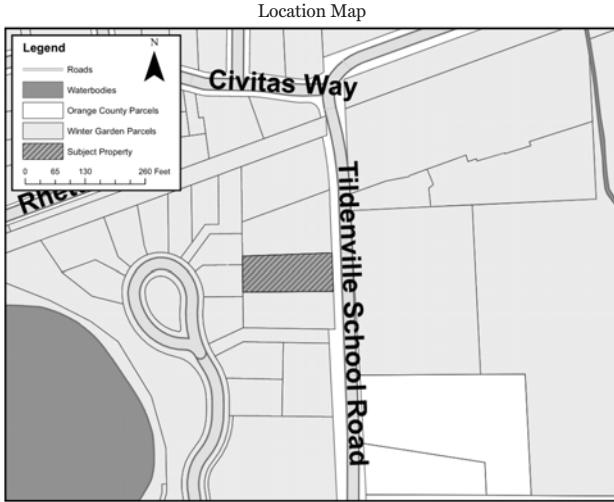 Location Map
Legend
Roads
Waterbodies
Orange County Parcels
Winter Garden Parcels
Subject Property
0 65 130 260 Feet
N
Civitas Way
Tildenville School Road